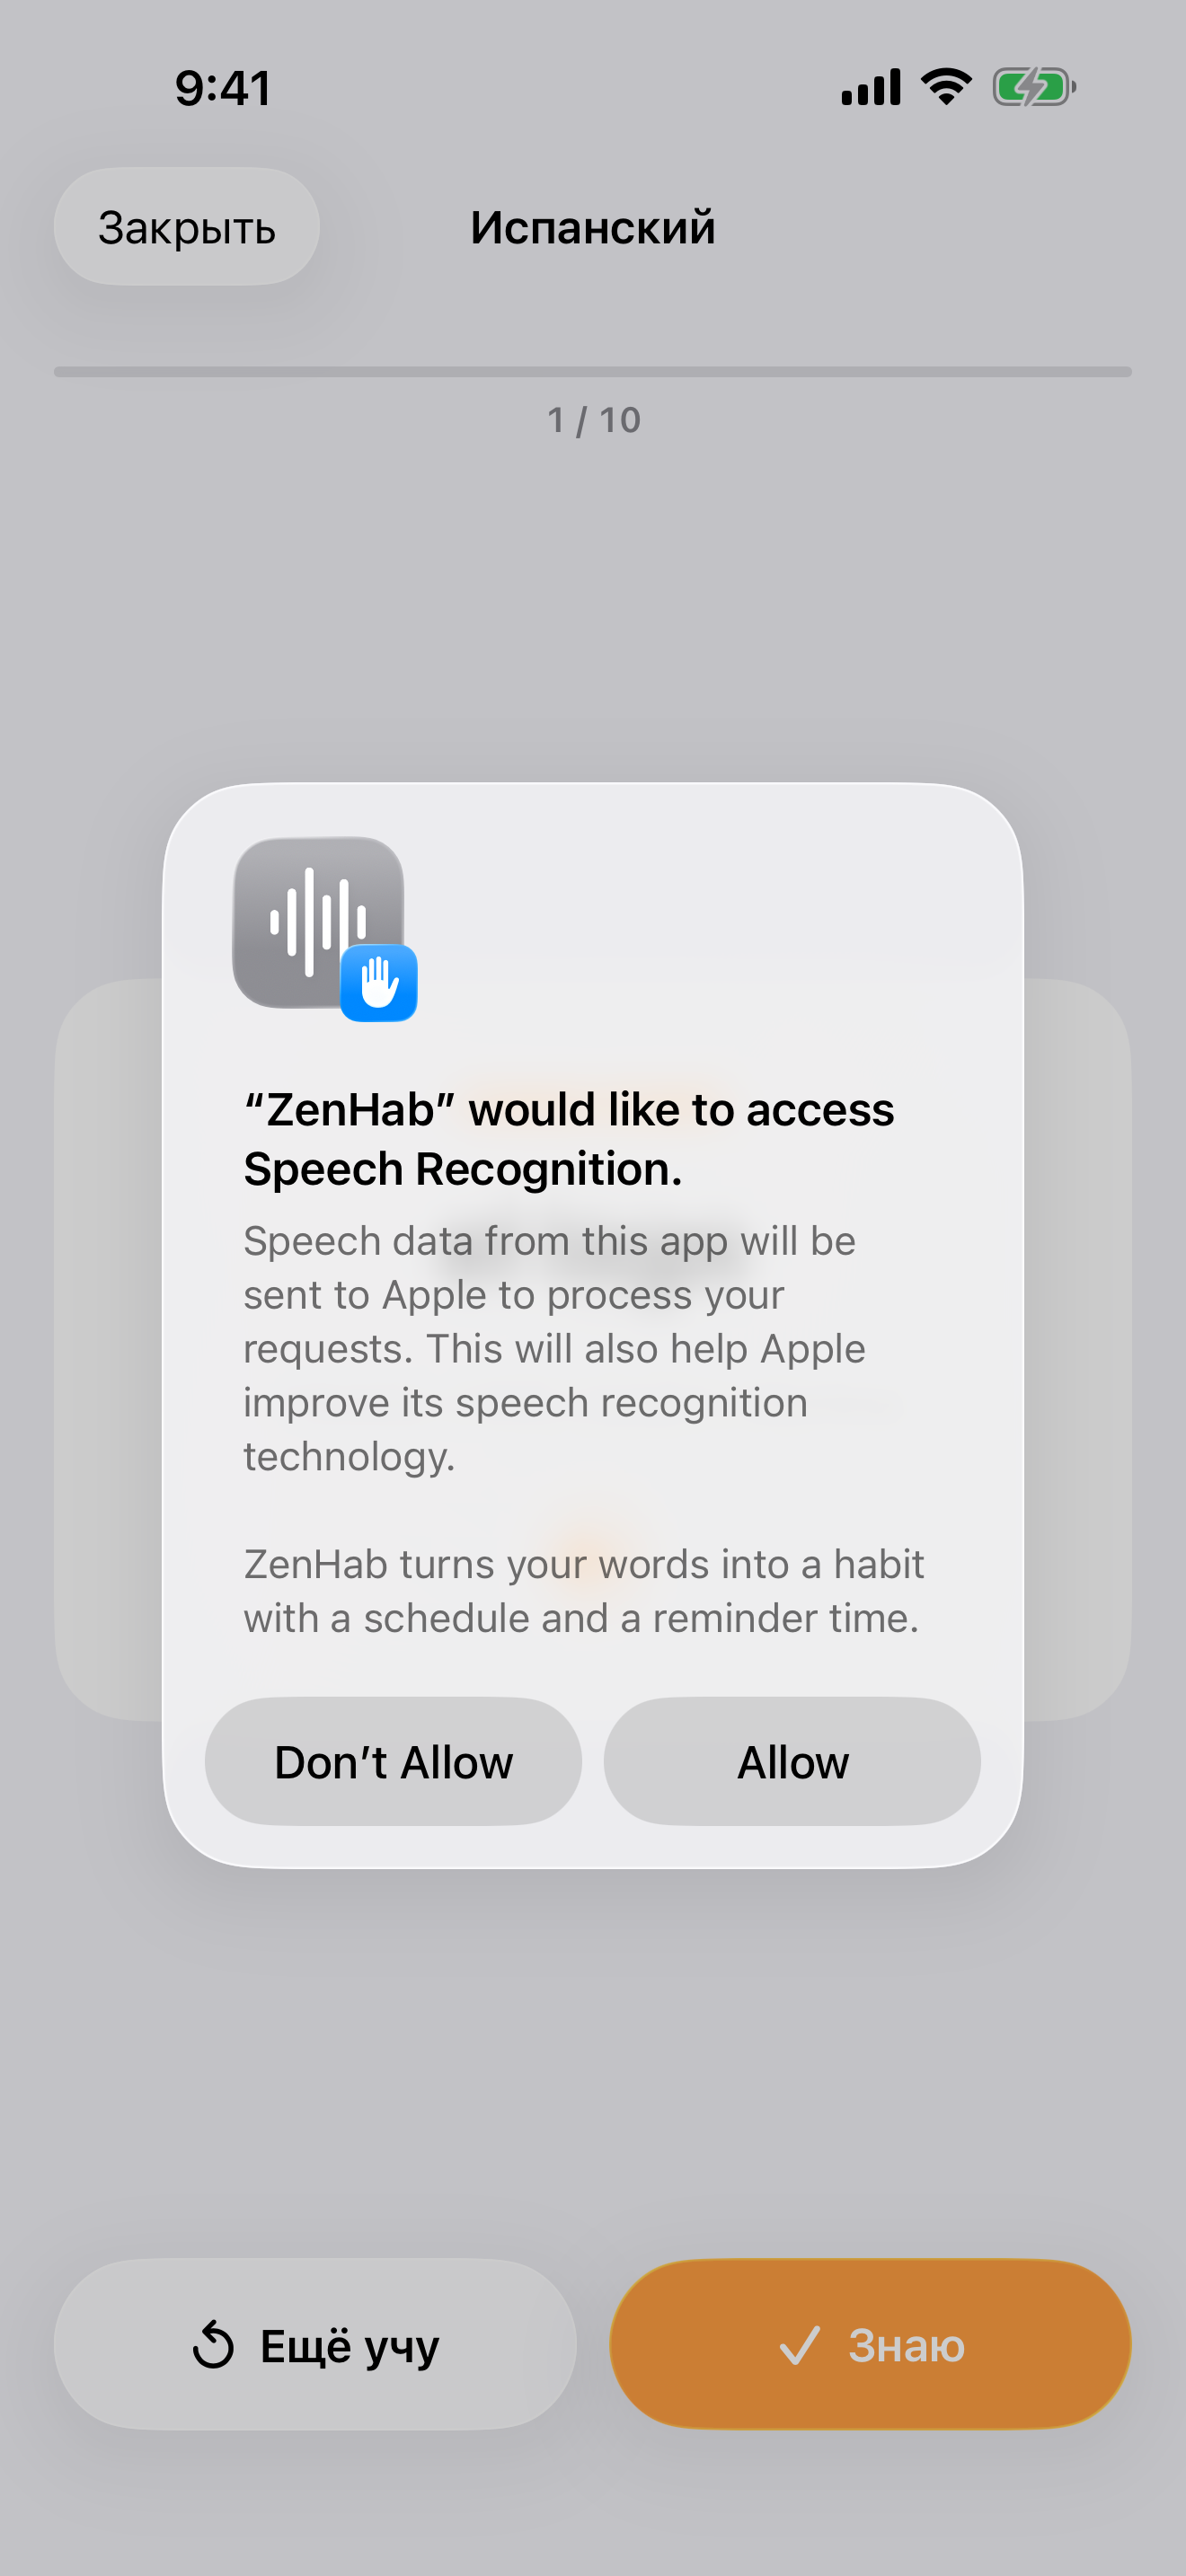 9:41
Закрыть
Испанский
1 / 10
“ZenHab” would like to access
Speech Recognition.
Speech data from this app will be
sent to Apple to process your
requests. This will also help Apple
improve its speech recognition
technology.
ZenHab turns your words into a habit
with a schedule and a reminder time.
Don’t Allow
Allow
Ещё учу
Знаю